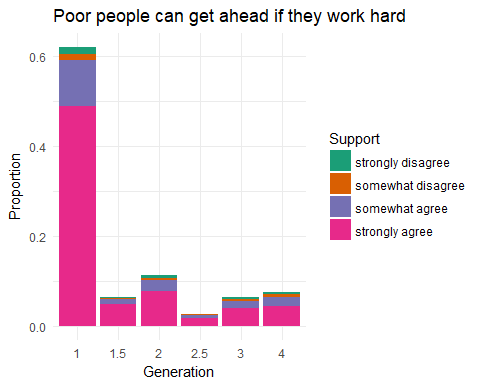 Poor people can get ahead if they work hard
0.6
0.4
0.2
0.0
Proportion
1 1.5 2 2.5 3 4
Generation
Support
strongly disagree
somewhat disagree
somewhat agree
strongly agree